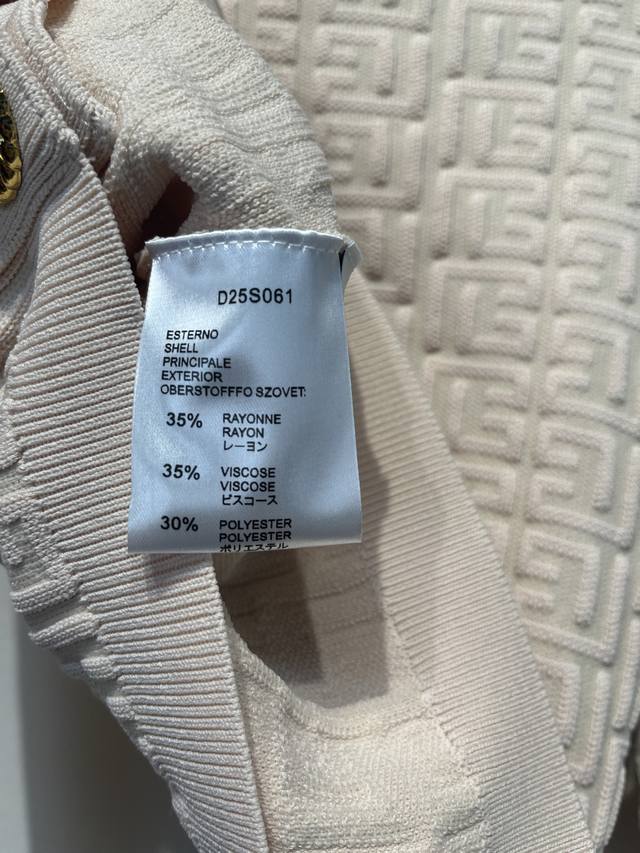 D25S061
ESTERNO
SHELL
PRINCIPALE
EXTERIOR
OBERSTOFFFO SZOVET:
35% RAYONNE
RAYON
レーヨン
35% VISCOSE
VISCOSE
ビスコース
30% POLYESTER
POLYESTER
ポリエステル